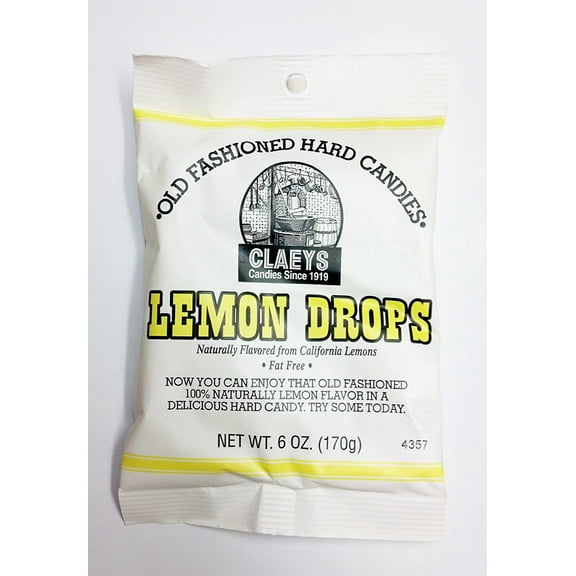 •OLD FASHIONED HARD CANDIES•
CLAEYS
Candies Since 1919
LEMON DROPS
Naturally Flavored from California Lemons
• Fat Free •
NOW YOU CAN ENJOY THAT OLD FASHIONED
100% NATURALLY LEMON FLAVOR IN A
DELICIOUS HARD CANDY. TRY SOME TODAY.
NET WT. 6 OZ. (170g)
4357